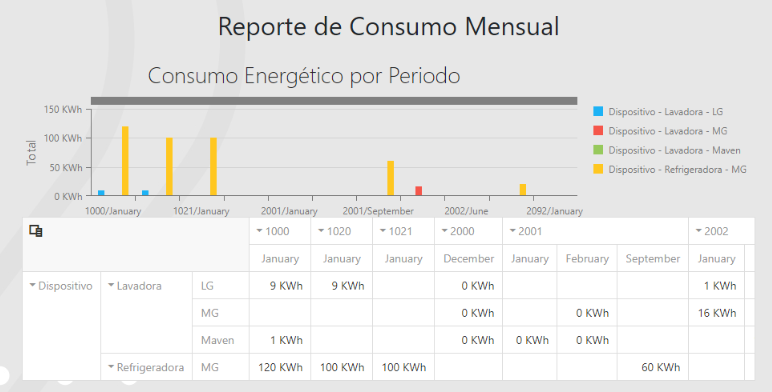 Reporte de Consumo Mensual
Consumo Energético por Periodo
Total
150 KWh
100 KWh
50 KWh
0 KWh
1000/January 1021/January 2001/January 2001/September 2002/June 2092/January
Dispositivo - Lavadora - LG
Dispositivo - Lavadora - MG
Dispositivo - Lavadora - Maven
Dispositivo - Refrigeradora - MG
1000 1020 1021 2000 2001 2002
January January January December January February September January
Dispositivo Lavadora LG 9 KWh 9 KWh 0 KWh 1 KWh
MG 0 KWh 0 KWh 16 KWh
Maven 1 KWh 0 KWh 0 KWh 0 KWh
Refrigeradora MG 120 KWh 100 KWh 100 KWh 60 KWh